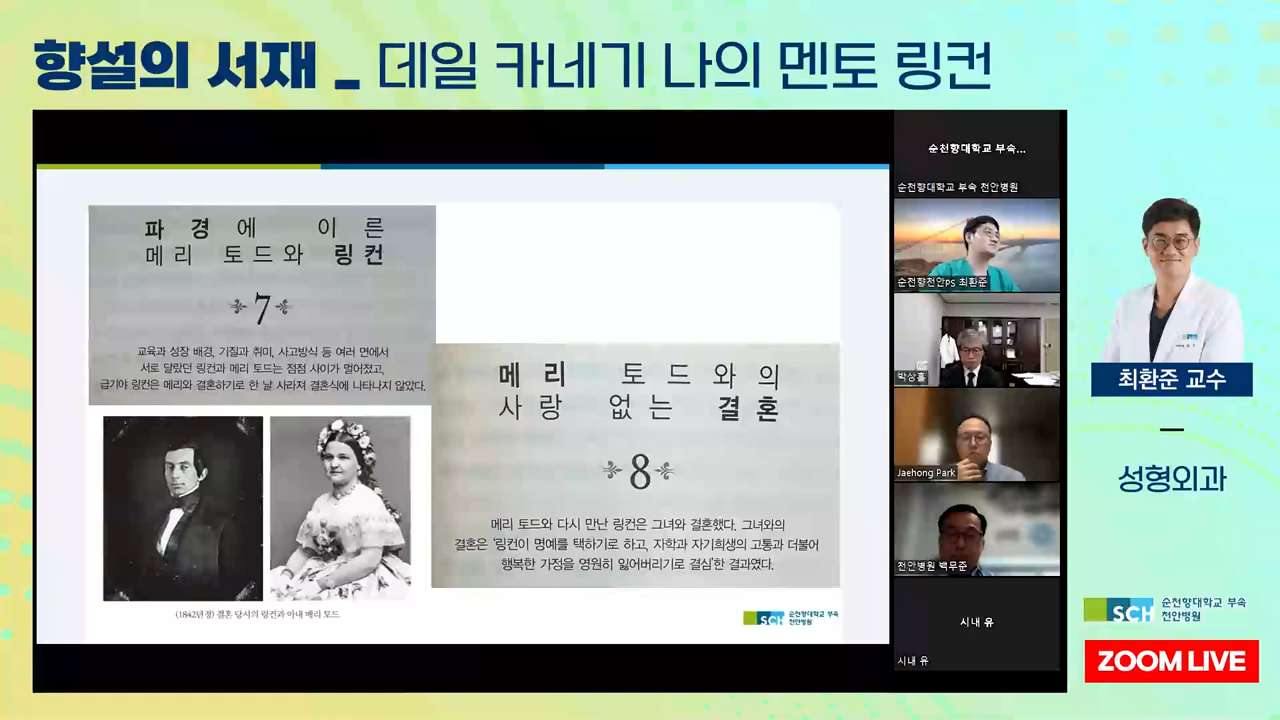 향설의 서재 _ 데일 카네기 나의 멘토 링컨
파 경 에 이 른
메 리 토 드 와 링 컨
7
교육과 성장 배경, 기질과 취미, 사고방식 등 여러 면에서
서로 달랐던 링컨과 메리 토드는 점점 사이가 멀어졌고,
급기야 링컨은 메리와 결혼하기로 한 날 사라져 결혼식에 나타나지 않았다.
(1842년경) 결혼 당시의 링컨과 아내 메리 토드
메 리 토 드 와 의
사 랑 없 는 결 혼
8
메리 토드와 다시 만난 링컨은 그녀와 결혼했다. 그녀와의
결혼은 '링컨이 명예를 택하기로 하고, 자학과 자기희생의 고통과 더불어
행복한 가정을 영원히 잃어버리기로 결심'한 결과였다.
SCH 순천향대학교 부속
천안병원
순천향대학교 부속...
순천향대학교 부속 천안병원
순천향천안PS 최환준
박상흠
Jaehong Park
천안병원 백무준
시내 유
시내 유
최환준 교수
성형외과
SCH 순천향대학교 부속
천안병원
ZOOM LIVE